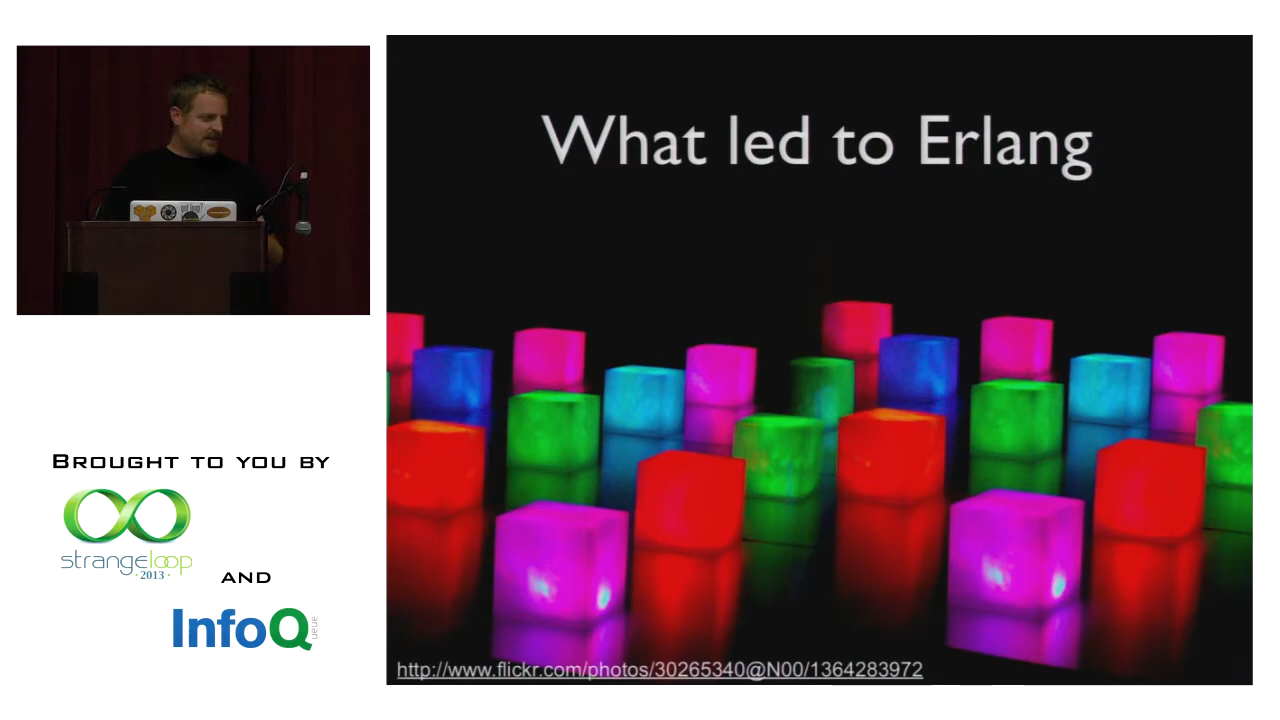 What led to Erlang
BROUGHT TO YOU BY
strangeloop
· 2013 ·
AND
InfoQ
ueue
http://www.flickr.com/photos/30265340@N00/1364283972